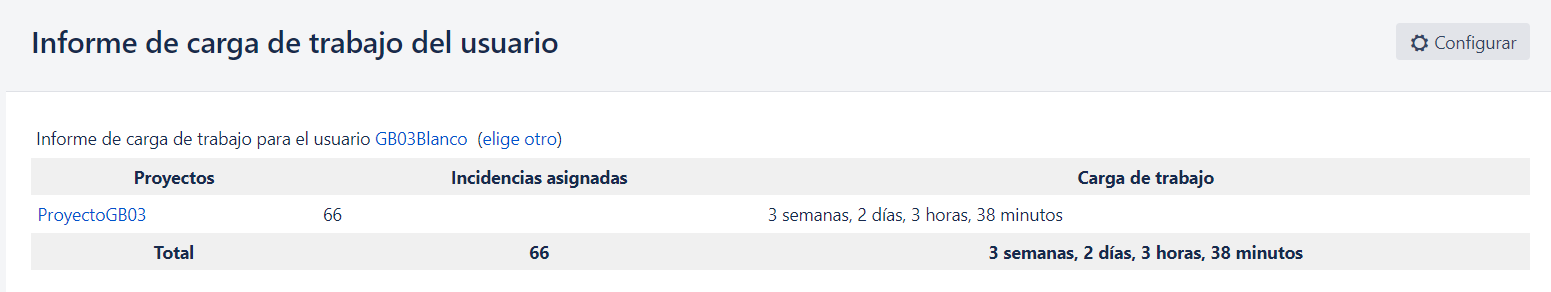 Informe de carga de trabajo del usuario
Configurar
Informe de carga de trabajo para el usuario GB03Blanco (elige otro)
Proyectos Incidencias asignadas Carga de trabajo
ProyectoGB03 66 3 semanas, 2 días, 3 horas, 38 minutos
Total 66 3 semanas, 2 días, 3 horas, 38 minutos